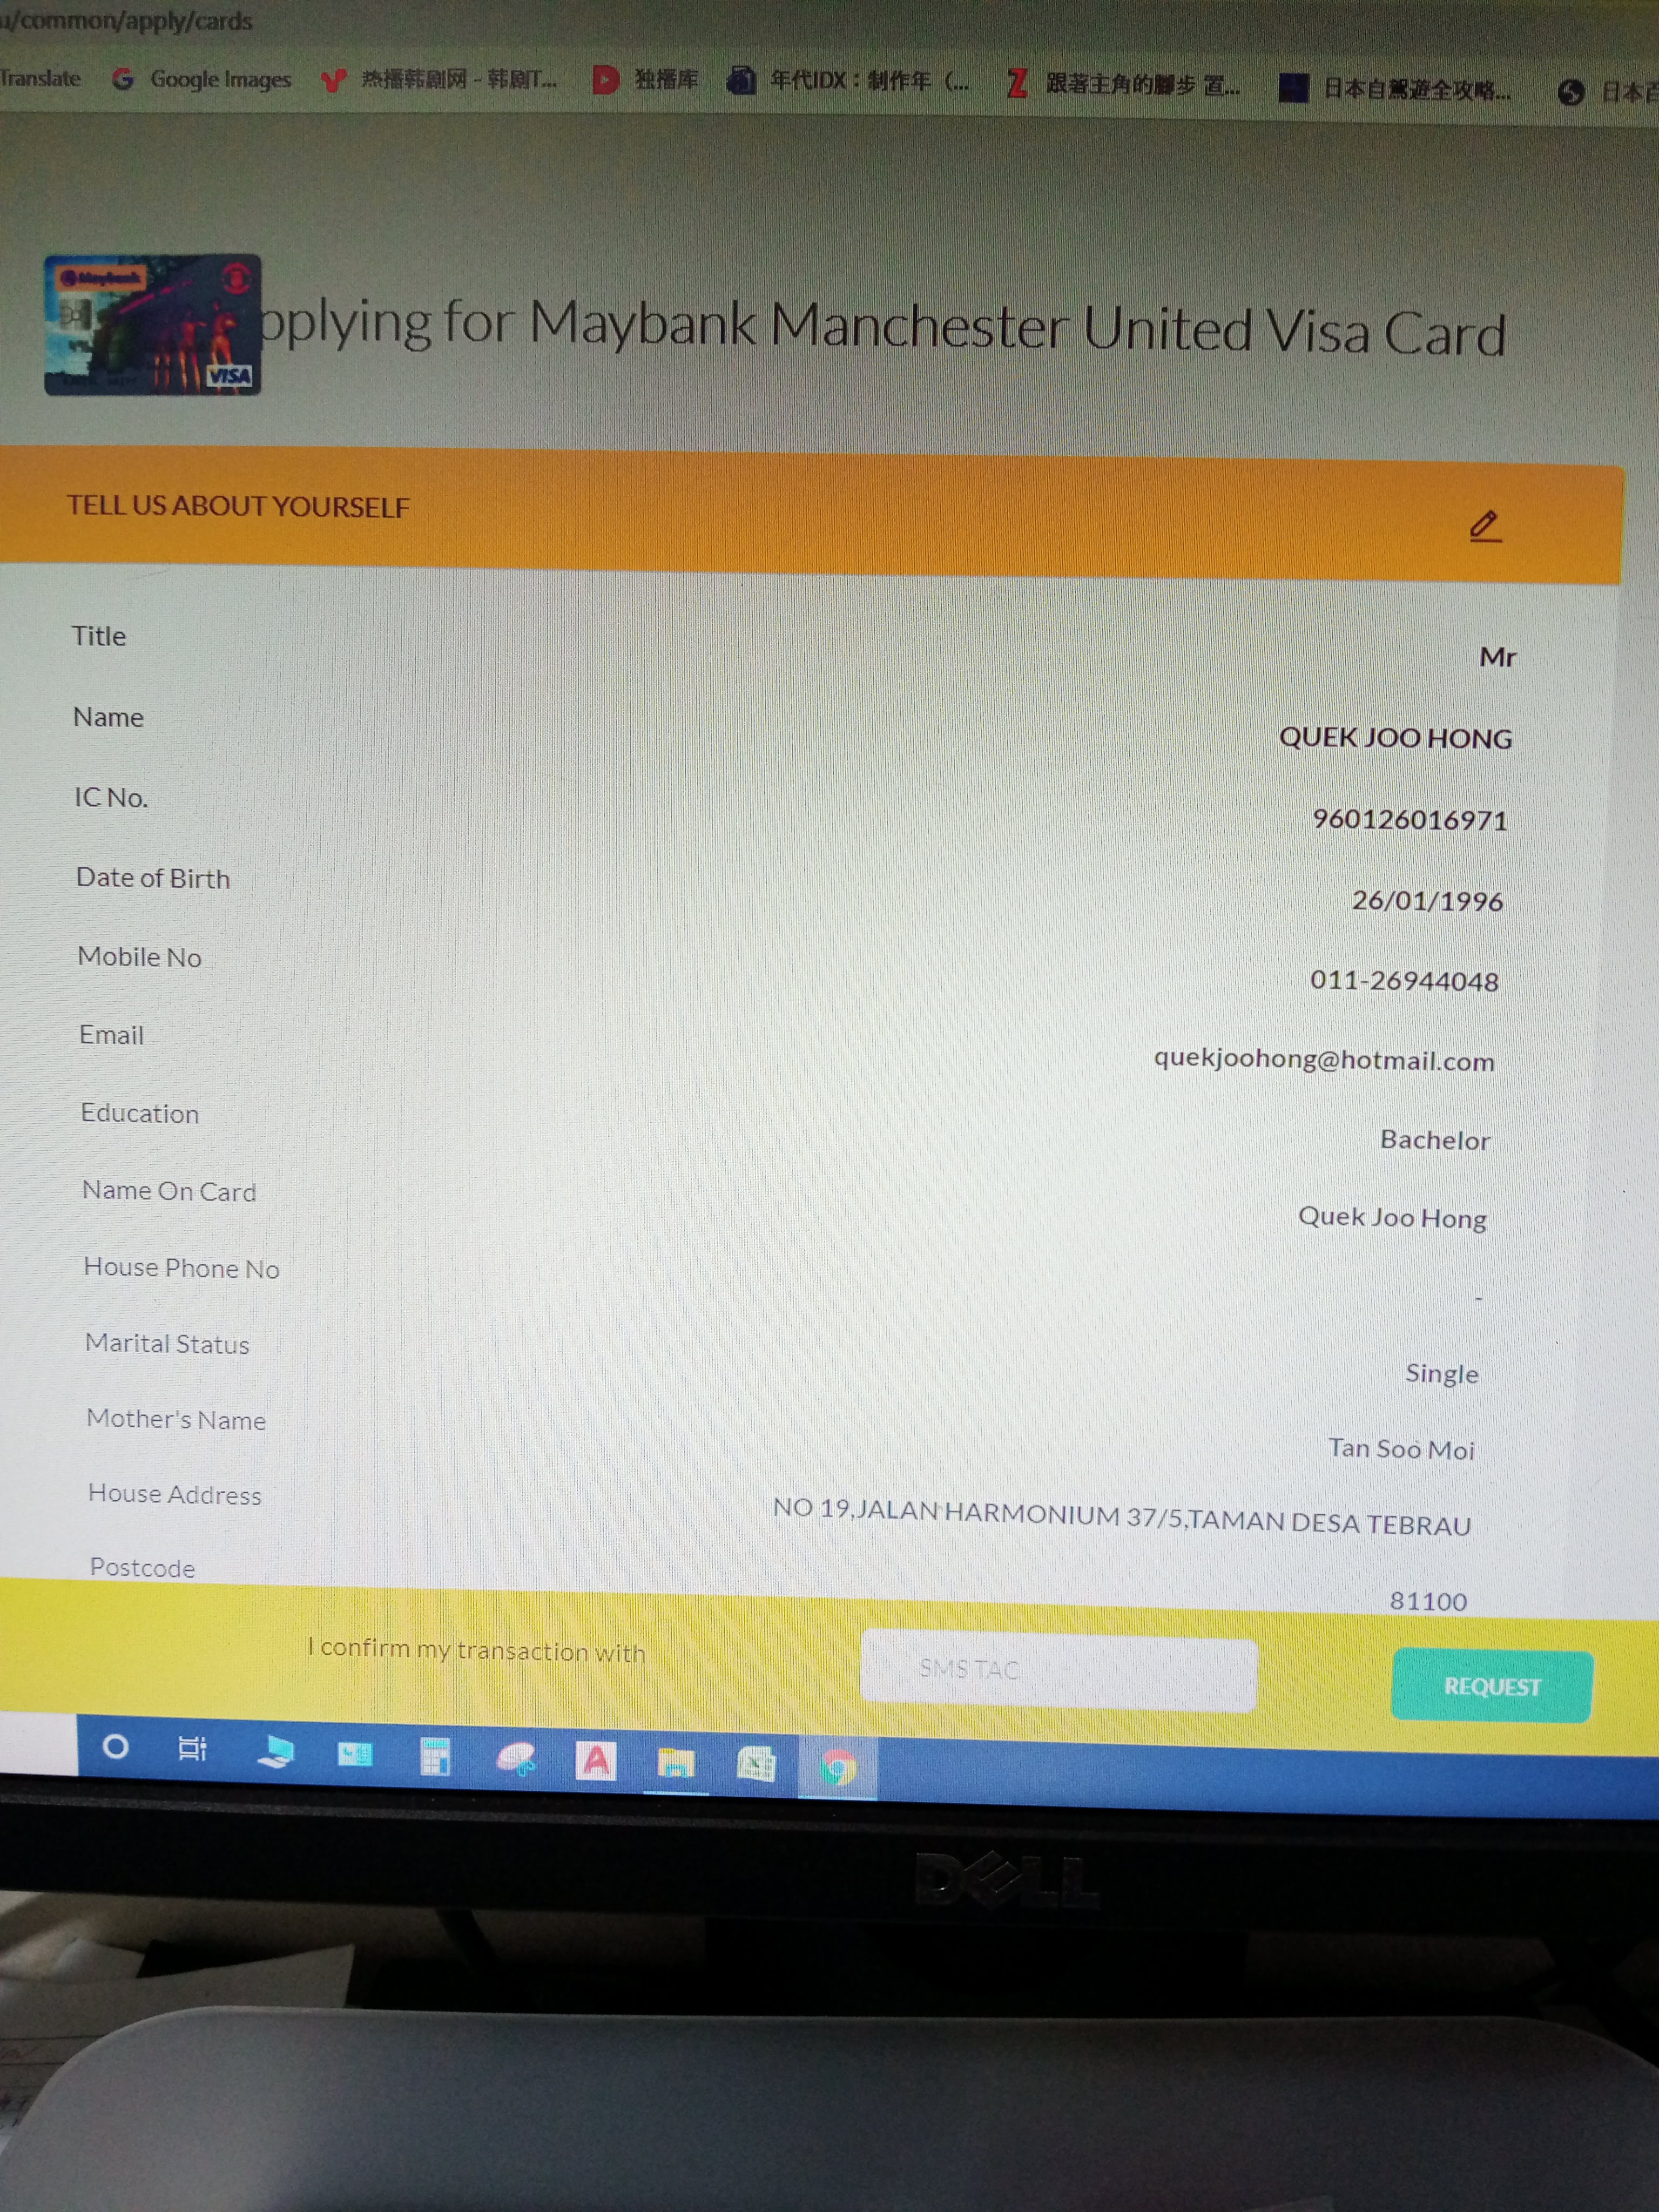 u/common/apply/cards
Translate Google Images 热播韩剧网 - 韩剧T... 独播库 年代IDX：制作年（... 跟著主角的腳步 置... 日本自駕遊全攻略... 日本百
Maybank
VISA
pplying for Maybank Manchester United Visa Card
TELL US ABOUT YOURSELF
Title Mr
Name QUEK JOO HONG
IC No. 960126016971
Date of Birth 26/01/1996
Mobile No 011-26944048
Email quekjoohong@hotmail.com
Education Bachelor
Name On Card Quek Joo Hong
House Phone No -
Marital Status Single
Mother's Name Tan Soo Moi
House Address NO 19,JALAN HARMONIUM 37/5,TAMAN DESA TEBRAU
Postcode 81100
I confirm my transaction with SMS TAC REQUEST
DELL